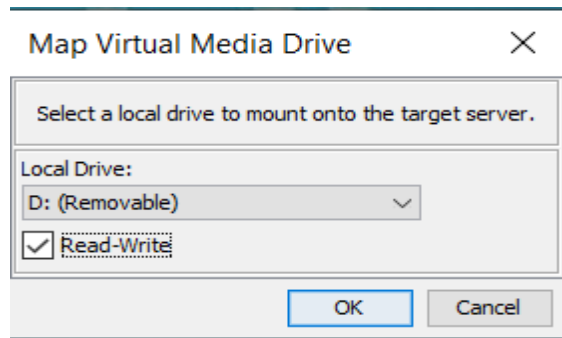 Map Virtual Media Drive
Select a local drive to mount onto the target server.
Local Drive:
D: (Removable)
Read-Write
OK Cancel